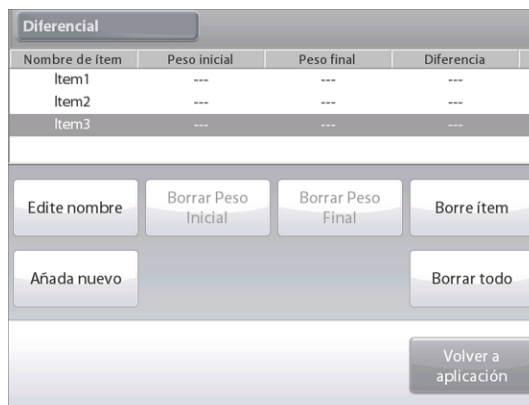 Diferencial
Nombre de ítem Peso inicial Peso final Diferencia
Item1 --- --- ---
Item2 --- --- ---
Item3 --- --- ---
Edite nombre
Borrar Peso
Inicial
Borrar Peso
Final
Borre ítem
Añada nuevo
Borrar todo
Volver a
aplicación